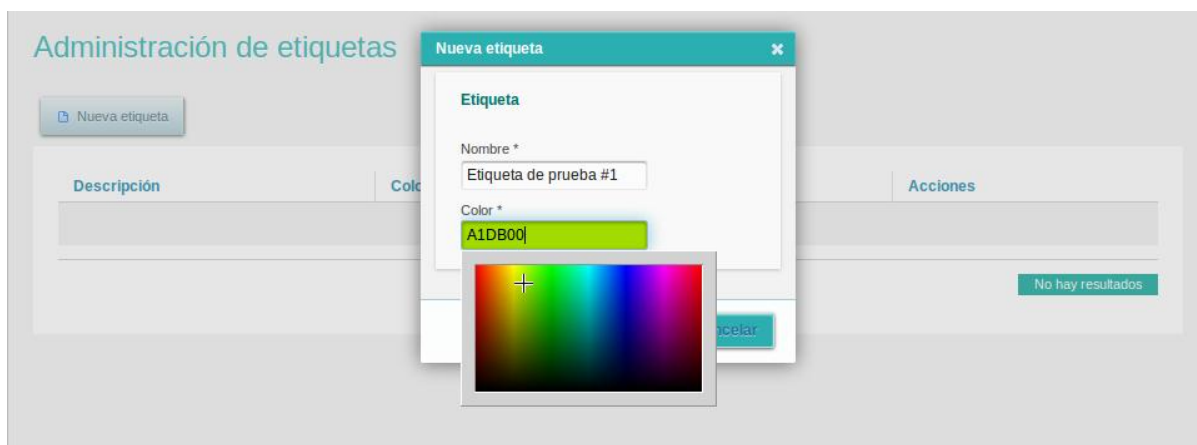 Administración de etiquetas
Nueva etiqueta
Nueva etiqueta
Etiqueta
Nombre *
Etiqueta de prueba #1
Color *
A1DB00
Descripción
Acciones
No hay resultados